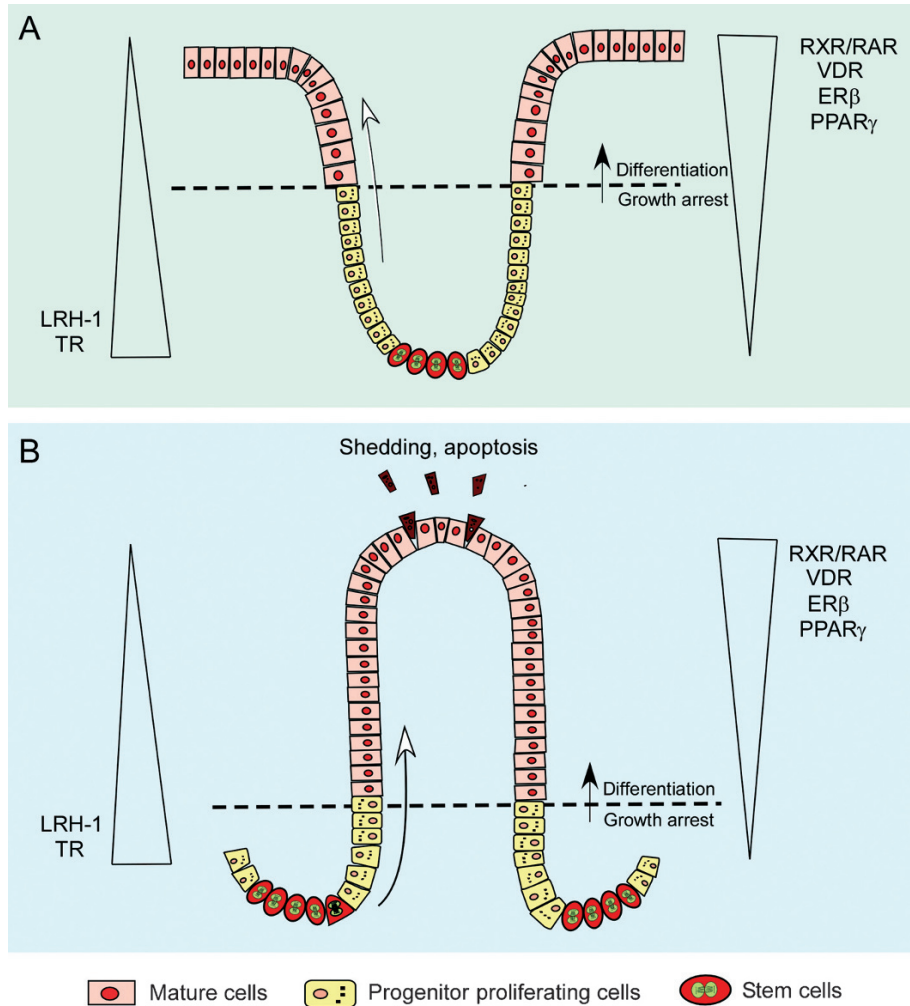 A
RXR/RAR
VDR
ERβ
PPARγ
Differentiation
Growth arrest
LRH-1
TR
B
Shedding, apoptosis
RXR/RAR
VDR
ERβ
PPARγ
Differentiation
Growth arrest
LRH-1
TR
Mature cells
Progenitor proliferating cells
Stem cells